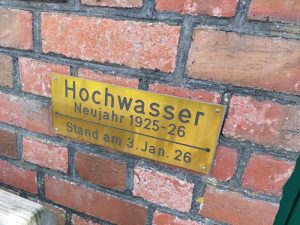 Hochwasser
Neujahr 1925-26
Stand am 3. Jan. 26